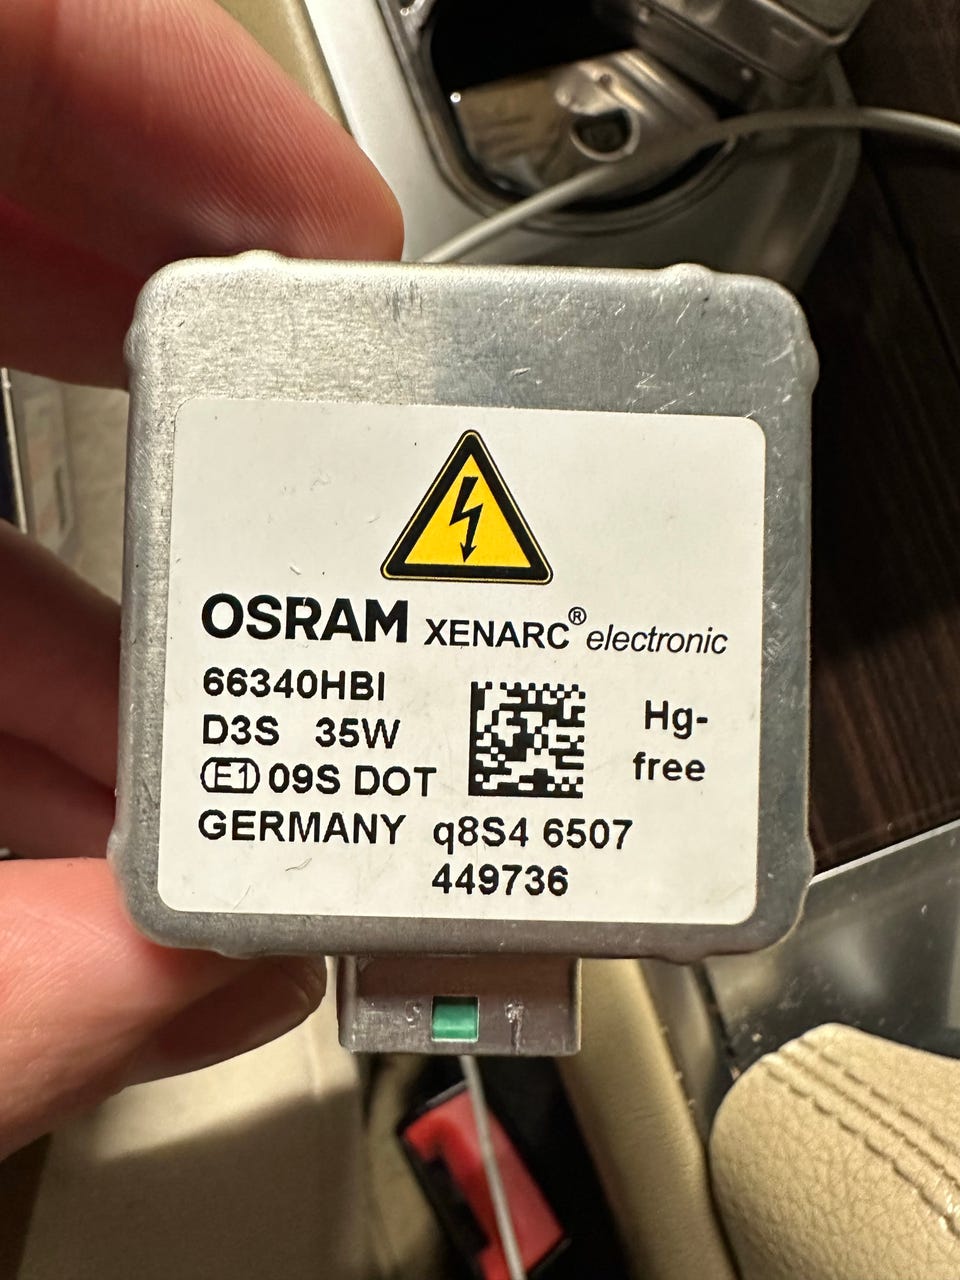 OSRAM XENARC® electronic
66340HBI
D3S 35W
Hg-
free
E1 09S DOT
GERMANY q8S4 6507
449736